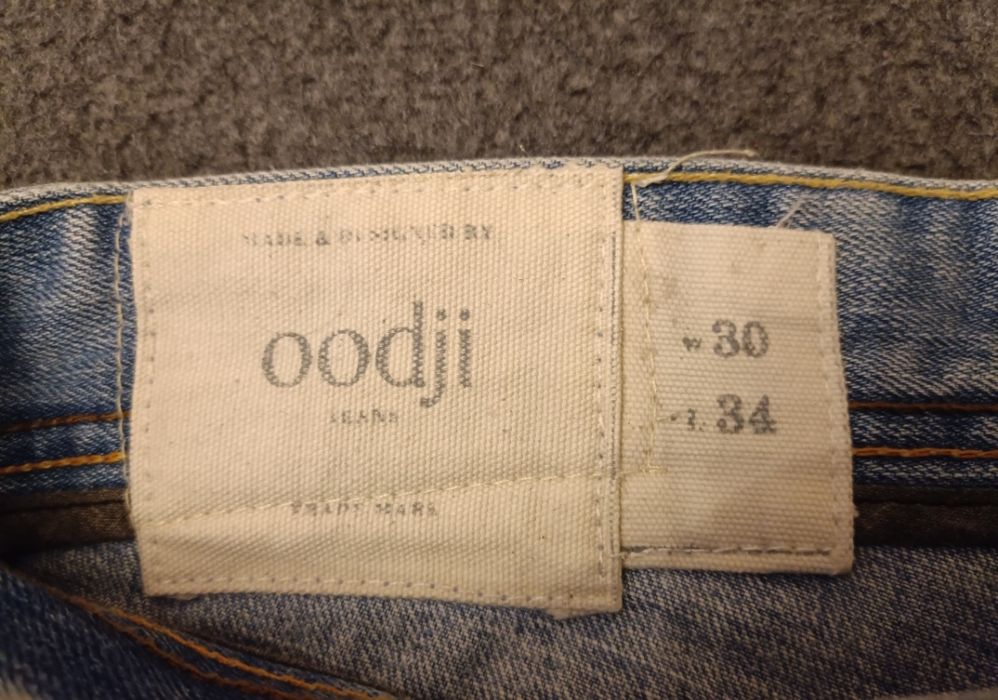 MADE & DESIGNED BY
oodji
JEANS
TRADE MARK
W 30
L 34